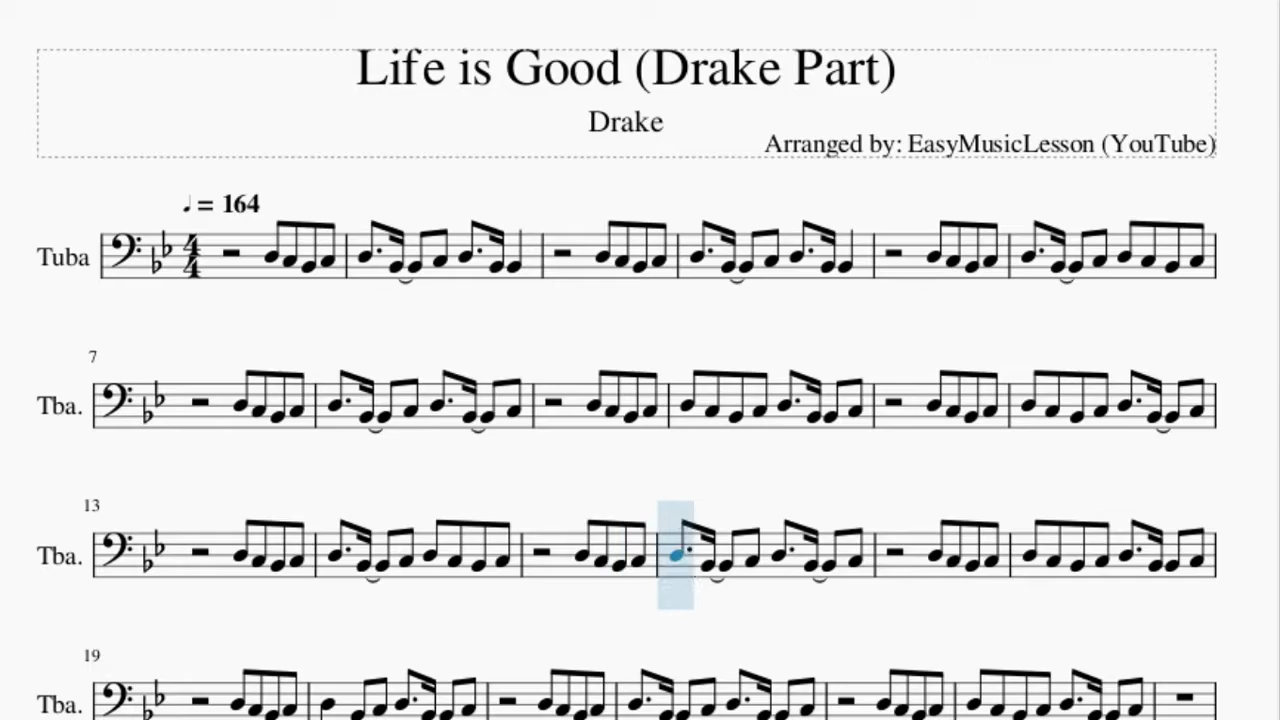 Life is Good (Drake Part)
Drake
Arranged by: EasyMusicLesson (YouTube)
♩ = 164
Tuba
7
Tba.
13
Tba.
19
Tba.